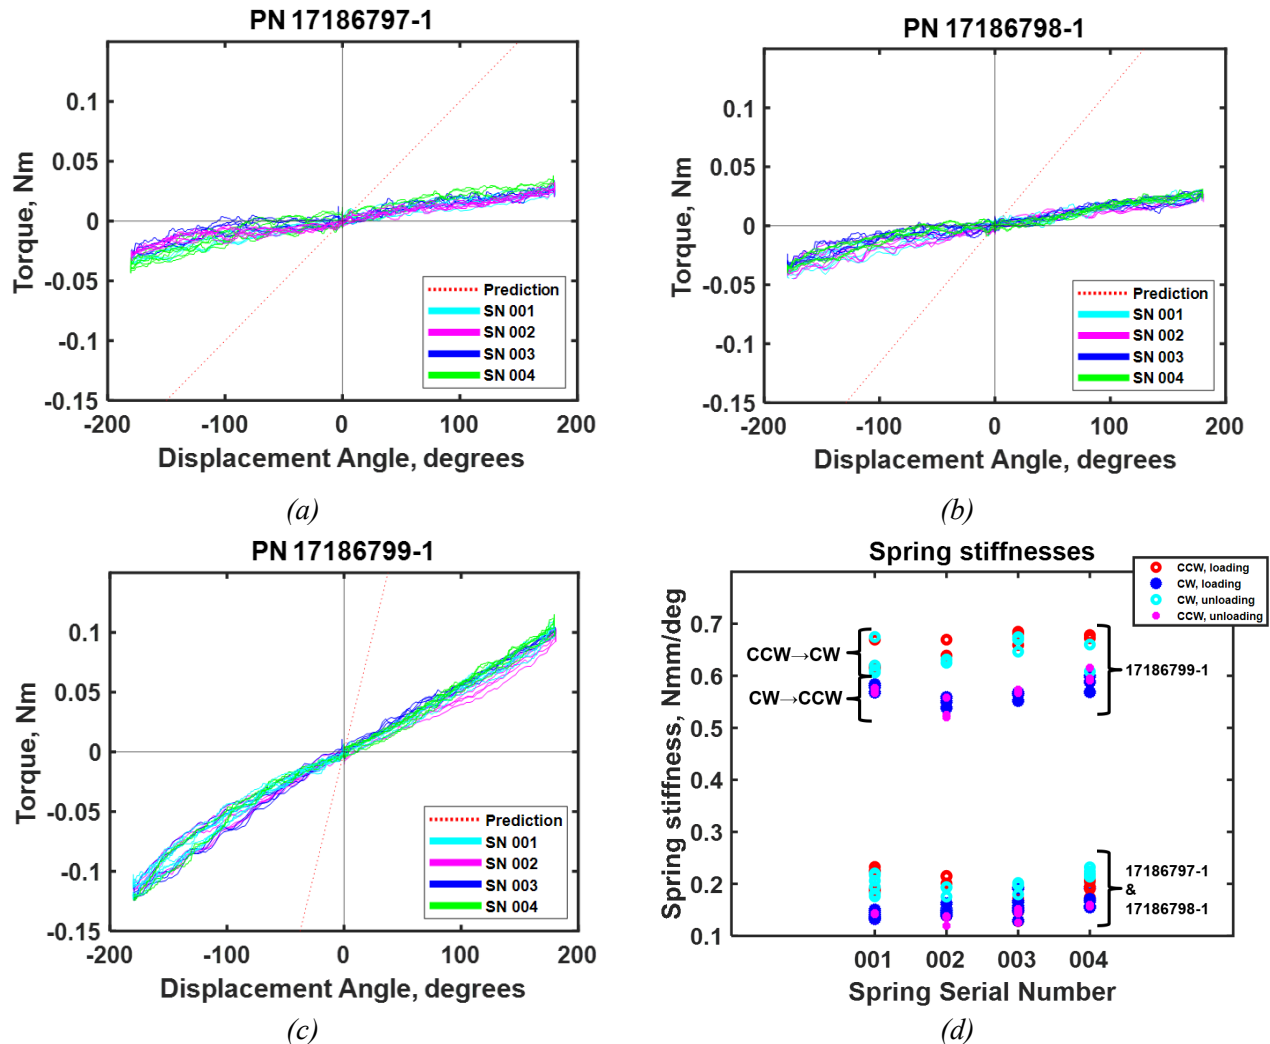 PN 17186797-1
0.1
0.05
0
-0.05
-0.1
-0.15
Torque, Nm
-200
-100
0
100
200
Displacement Angle, degrees
Prediction
SN 001
SN 002
SN 003
SN 004
(a)
PN 17186798-1
0.1
0.05
0
-0.05
-0.1
-0.15
Torque, Nm
-200
-100
0
100
200
Displacement Angle, degrees
Prediction
SN 001
SN 002
SN 003
SN 004
(b)
PN 17186799-1
0.1
0.05
0
-0.05
-0.1
-0.15
Torque, Nm
-200
-100
0
100
200
Displacement Angle, degrees
Prediction
SN 001
SN 002
SN 003
SN 004
(c)
Spring stiffnesses
CCW, loading
CW, loading
CW, unloading
CCW, unloading
0.7
0.6
0.5
0.4
0.3
0.2
0.1
Spring stiffness, Nmm/deg
CCW→CW
CW→CCW
17186799-1
17186797-1
&
17186798-1
001
002
003
004
Spring Serial Number
(d)